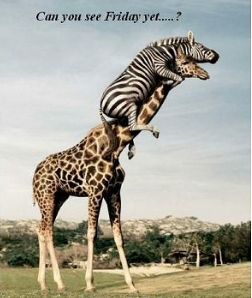 Can you see Friday yet.....?